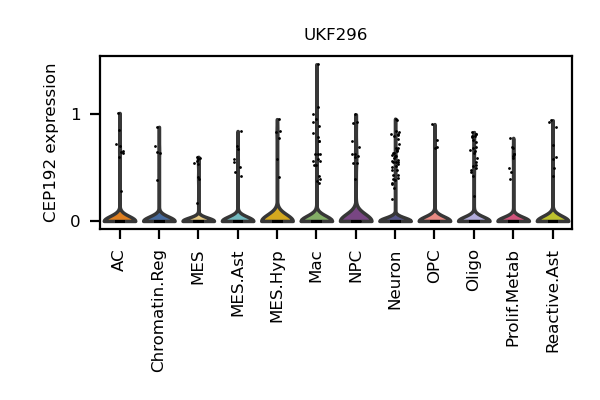 UKF296
CEP192 expression
1
0
AC
Chromatin.Reg
MES
MES.Ast
MES.Hyp
Mac
NPC
Neuron
OPC
Oligo
Prolif.Metab
Reactive.Ast